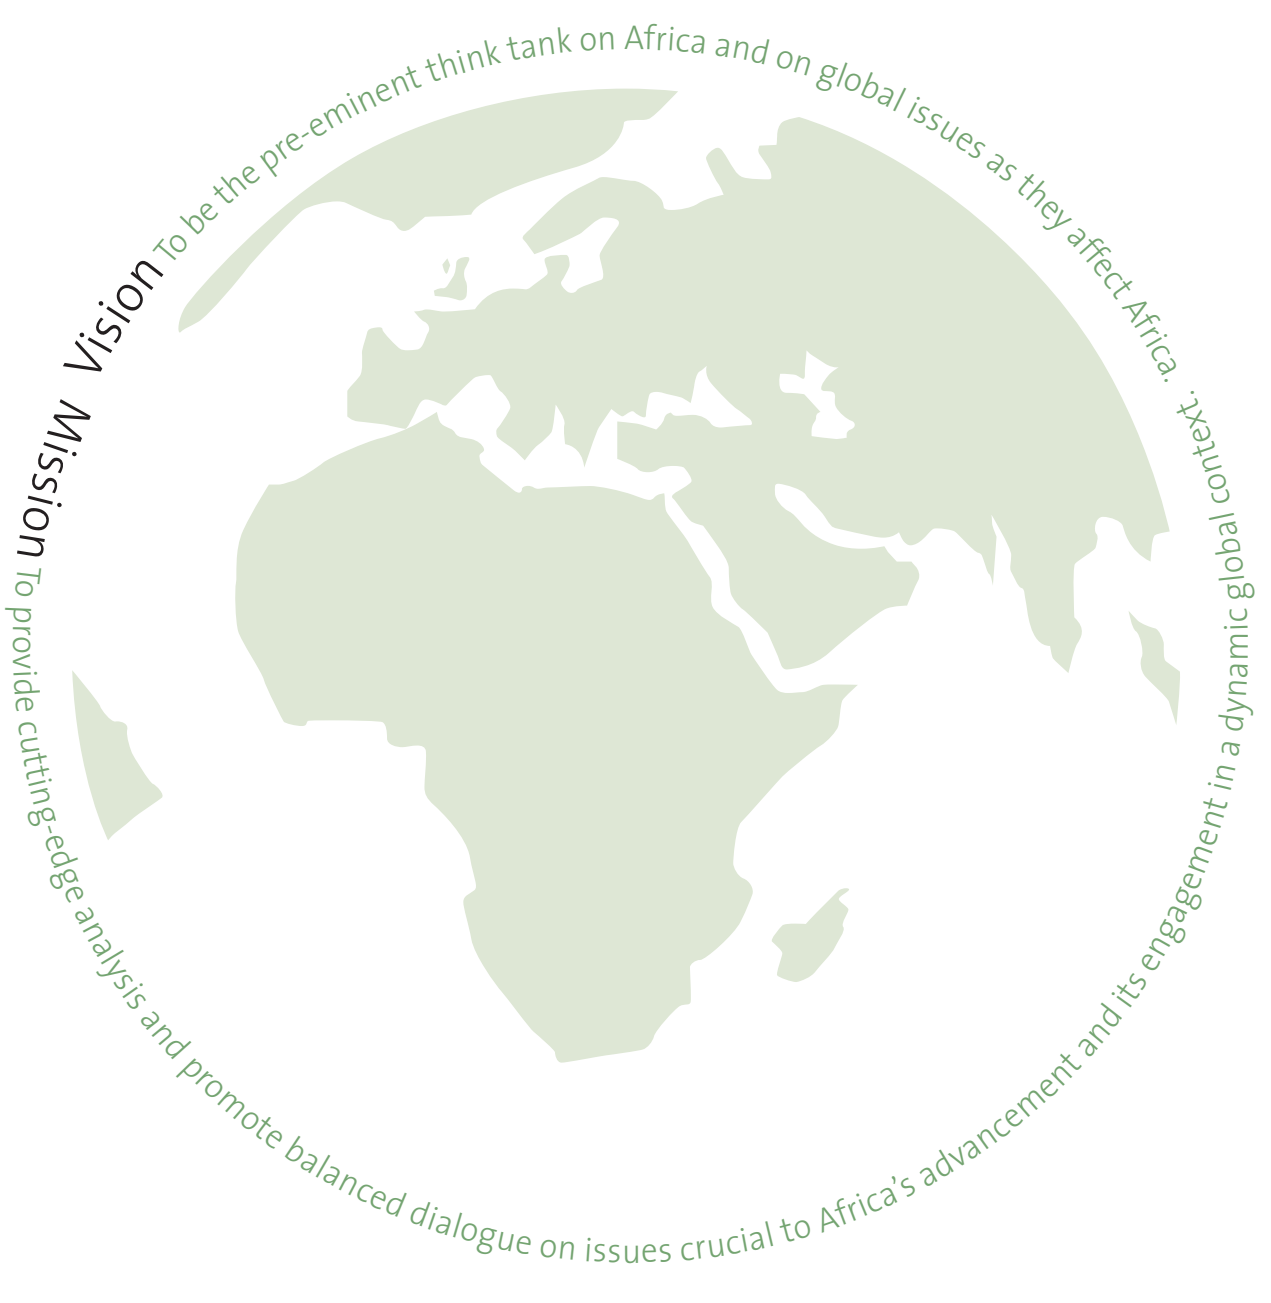 Vision To be the pre-eminent think tank on Africa and on global issues as they affect Africa.
Mission To provide cutting-edge analysis and promote balanced dialogue on issues crucial to Africa’s advancement and its engagement in a dynamic global context.